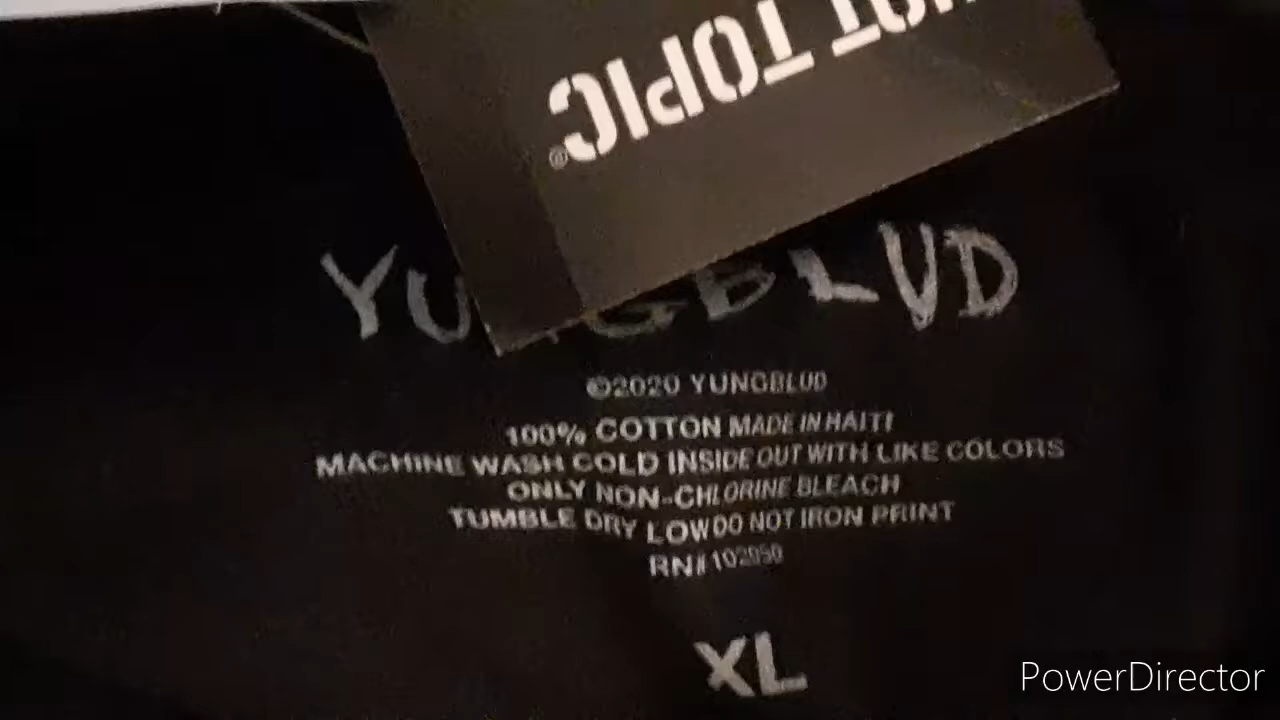 HOT TOPIC®
YUNGBLUD
©2020 YUNGBLUD
100% COTTON MADE IN HAITI
MACHINE WASH COLD INSIDE OUT WITH LIKE COLORS
ONLY NON-CHLORINE BLEACH
TUMBLE DRY LOW DO NOT IRON PRINT
RN# 102050
XL
PowerDirector